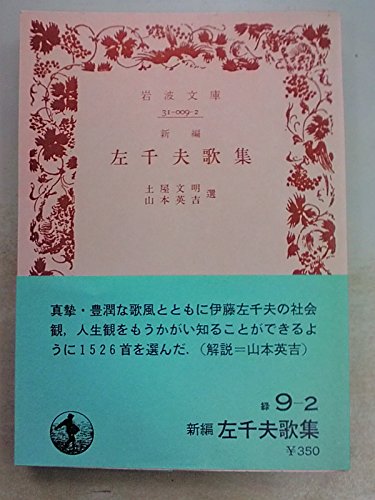 岩波文庫
31-009-2
新編
左千夫歌集
土屋文明
山本英吉 選
真摯・豊潤な歌風とともに伊藤左千夫の社会
観，人生観をもうかがい知ることができるよ
うに1526首を選んだ．（解説＝山本英吉）
緑 9-2
新編 左千夫歌集
￥350